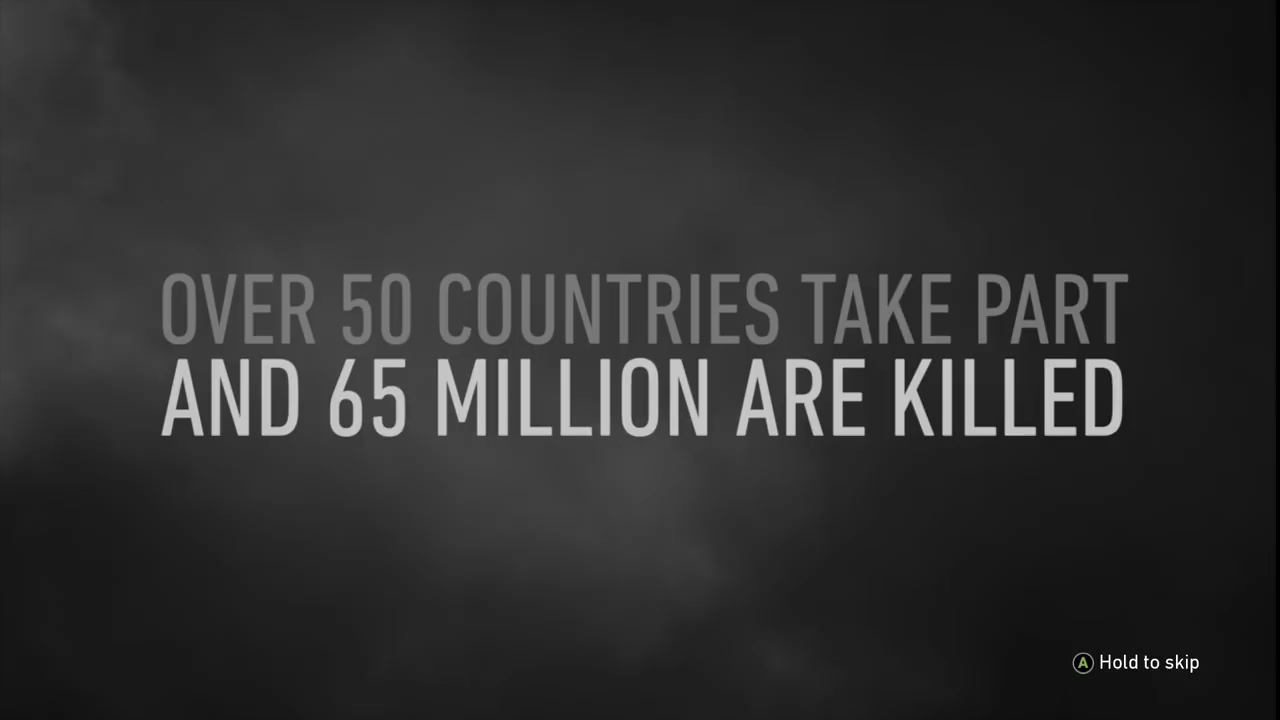 OVER 50 COUNTRIES TAKE PART
AND 65 MILLION ARE KILLED
A Hold to skip